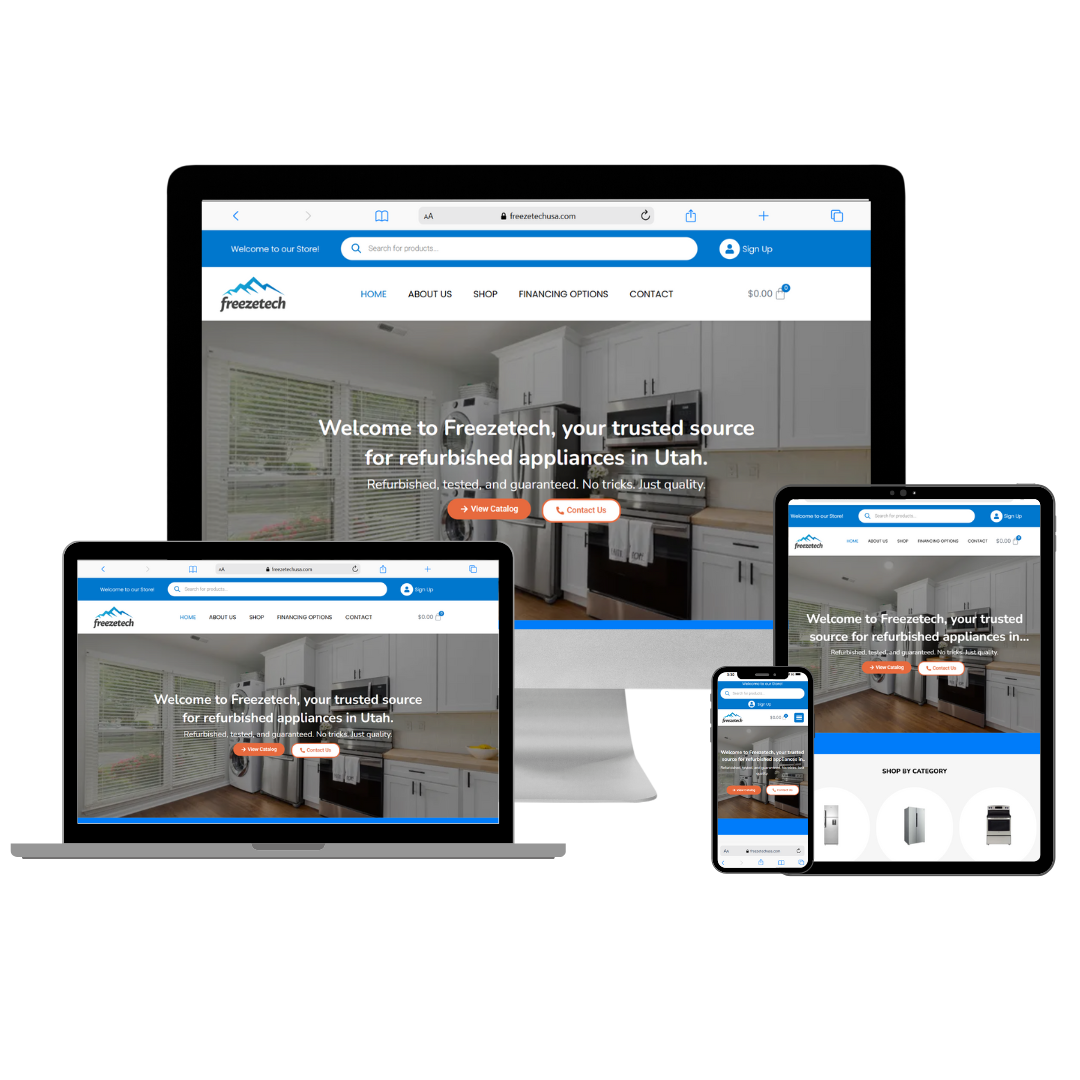 AA
freezetechusa.com
Welcome to our Store!
Search for products...
Sign Up
freezetech
HOME
ABOUT US
SHOP
FINANCING OPTIONS
CONTACT
$0.00
0
Welcome to Freezetech, your trusted source
for refurbished appliances in Utah.
Refurbished, tested, and guaranteed. No tricks. Just quality.
View Catalog
Contact Us
AA
freezetechusa.com
Welcome to our Store!
Search for products...
Sign Up
freezetech
HOME
ABOUT US
SHOP
FINANCING OPTIONS
CONTACT
$0.00
0
Welcome to Freezetech, your trusted source
for refurbished appliances in Utah.
Refurbished, tested, and guaranteed. No tricks. Just quality.
View Catalog
Contact Us
Welcome to our Store!
Search for products...
Sign Up
freezetech
HOME
ABOUT US
SHOP
FINANCING OPTIONS
CONTACT
$0.00
0
Welcome to Freezetech, your trusted
source for refurbished appliances in...
Refurbished, tested, and guaranteed. No tricks. Just quality.
View Catalog
Contact Us
SHOP BY CATEGORY
Welcome to our Store!
Search for products...
Sign Up
freezetech
$0.00
Welcome to Freezetech, your trusted
source for refurbished appliances in...
Refurbished, tested, and guaranteed. No tricks. Just
quality.
View Catalog
Contact Us
AA
freezetechusa.com